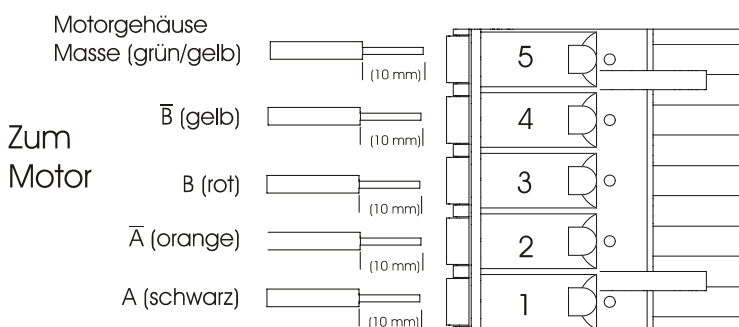 Motorgehäuse
Masse (grün/gelb)
(10 mm)
5
B̅ (gelb)
(10 mm)
4
Zum
Motor
B (rot)
(10 mm)
3
A̅ (orange)
(10 mm)
2
A (schwarz)
(10 mm)
1